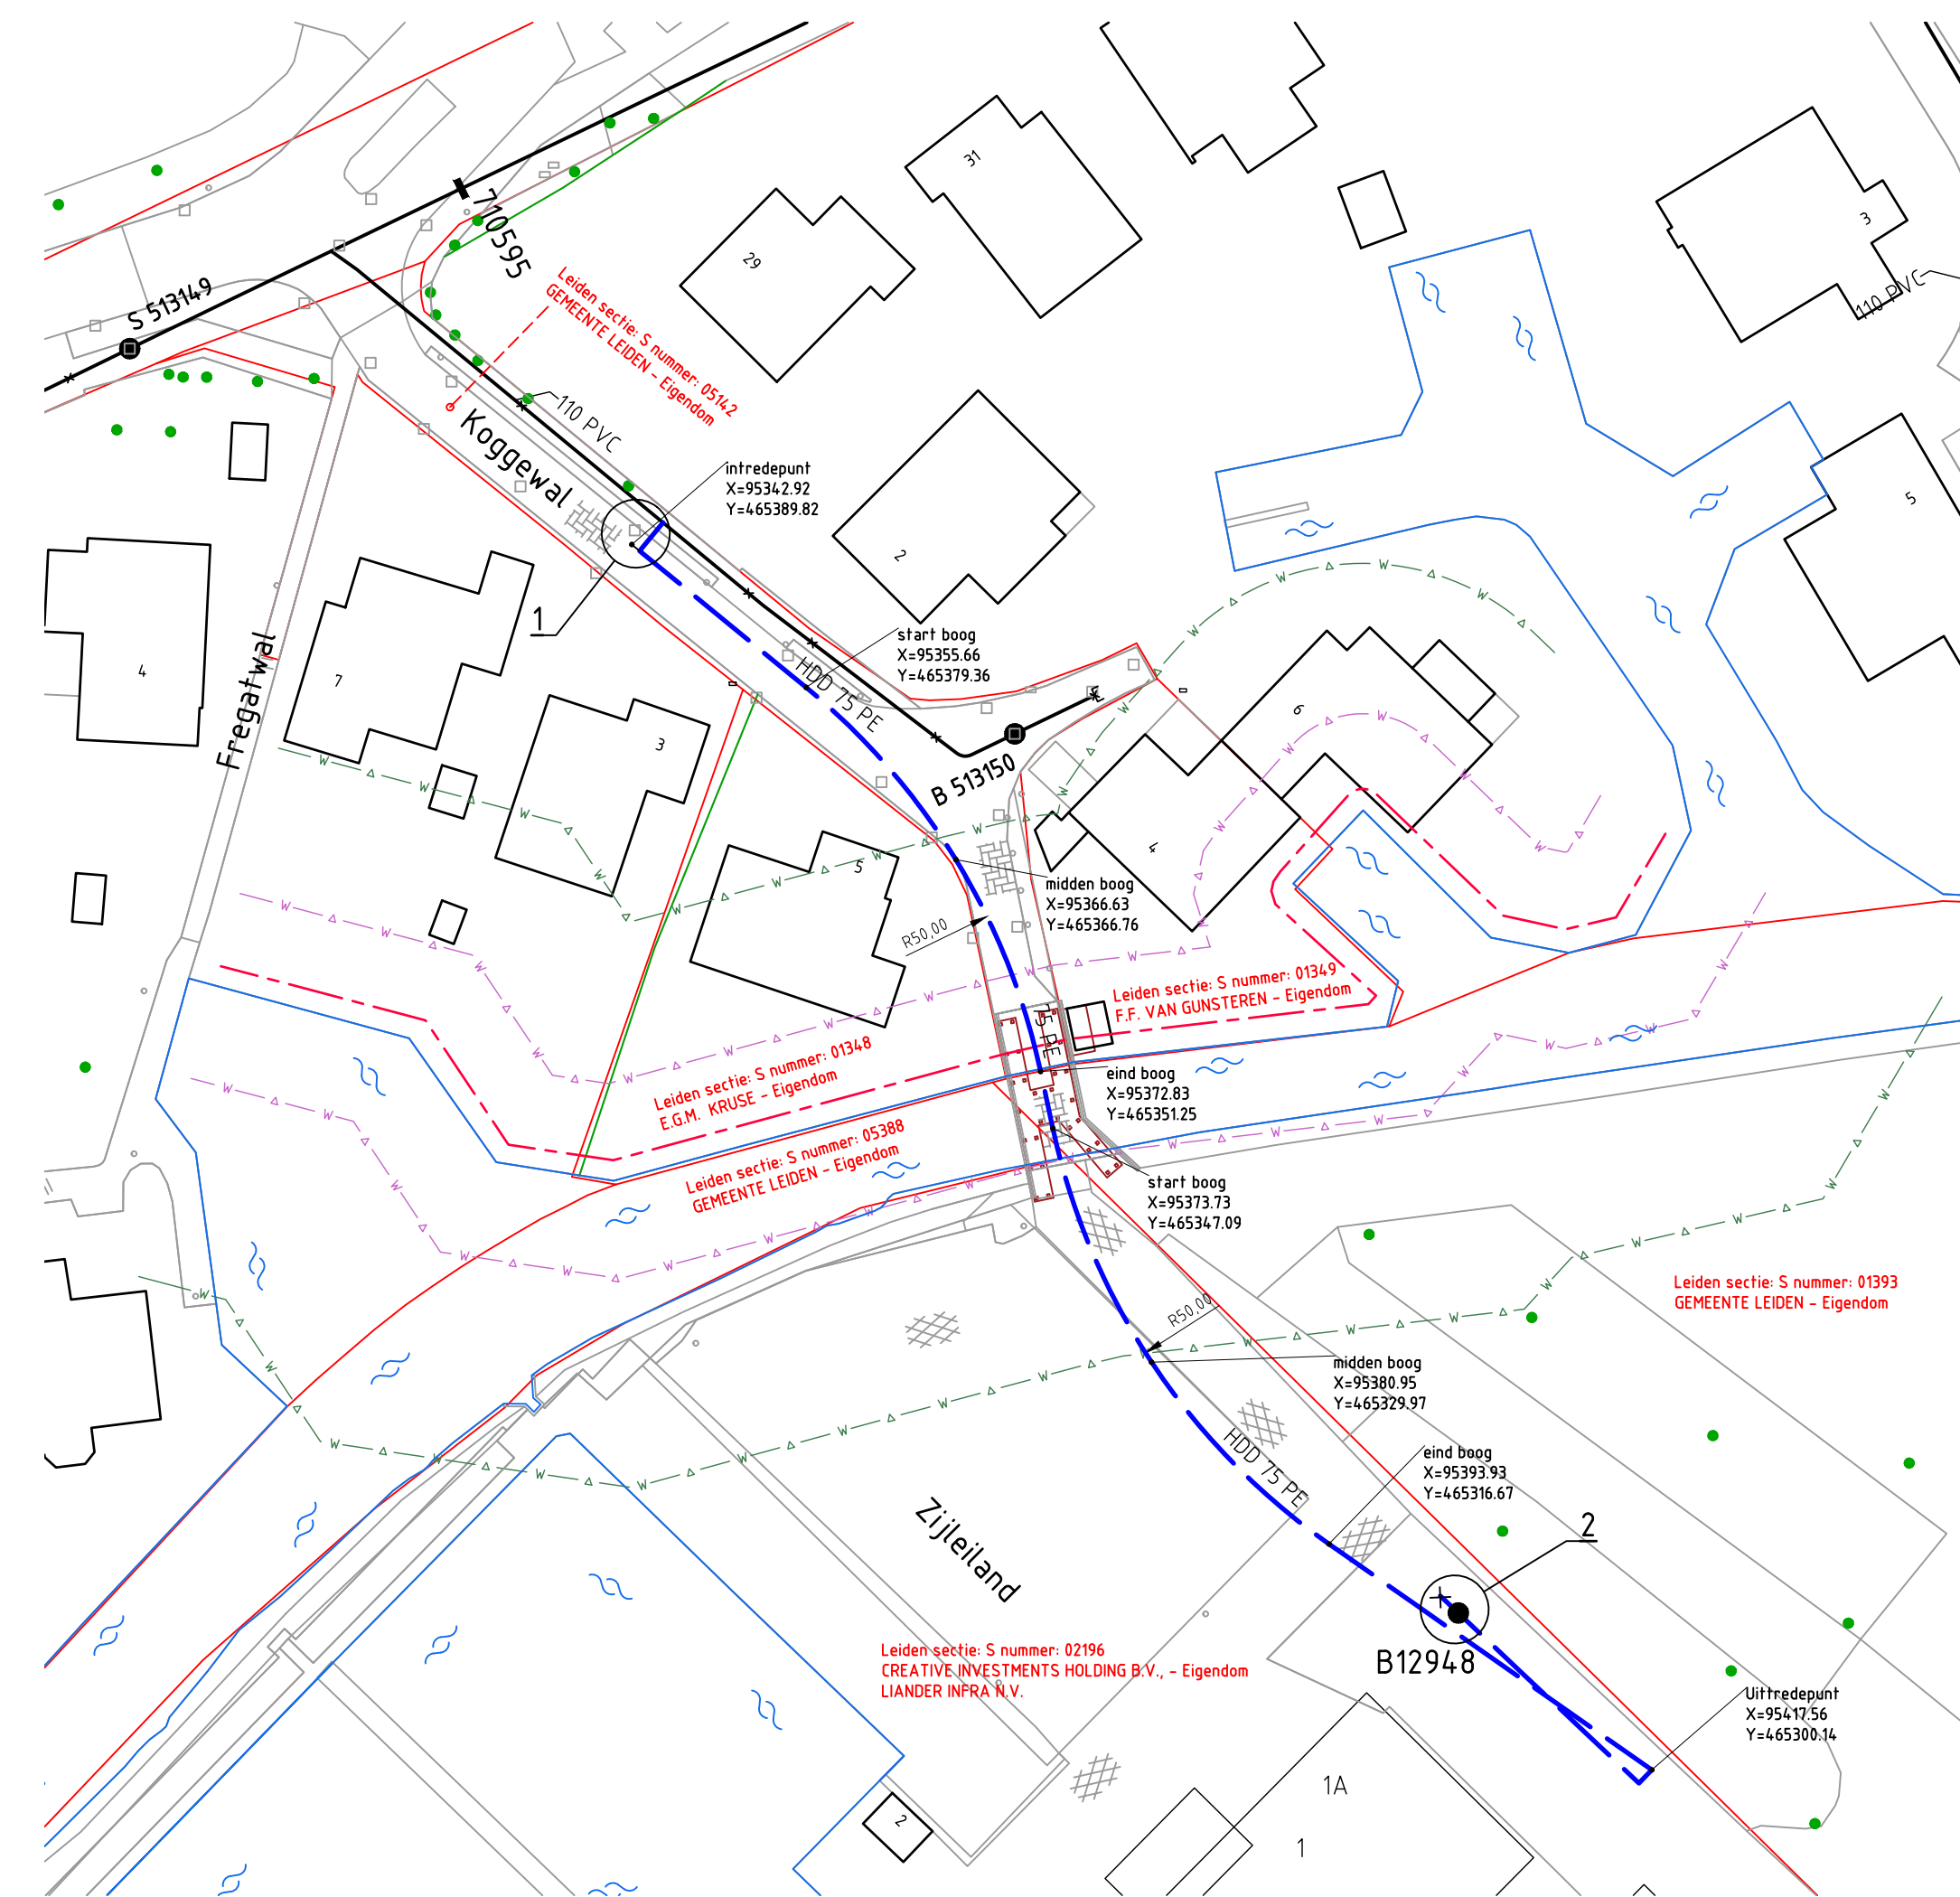 31
3
29
710595
S 513149
110 PVC
Leiden sectie: S nummer: 05142
GEMEENTE LEIDEN - Eigendom
110 PVC
Koggewal
intredepunt
X=95342.92
Y=465389.82
5
2
1
start boog
X=95355.66
Y=465379.36
HDD 75 PE
4
7
Fregatwal
3
6
B 513150
5
4
midden boog
X=95366.63
Y=465366.76
R50,00
Leiden sectie: S nummer: 01349
F.F. VAN GUNSTEREN - Eigendom
75 PE
Leiden sectie: S nummer: 01348
E.G.M. KRUSE - Eigendom
eind boog
X=95372.83
Y=465351.25
Leiden sectie: S nummer: 05388
GEMEENTE LEIDEN - Eigendom
start boog
X=95373.73
Y=465347.09
Leiden sectie: S nummer: 01393
GEMEENTE LEIDEN - Eigendom
R50,00
midden boog
X=95380.95
Y=465329.97
HDD 75 PE
eind boog
X=95393.93
Y=465316.67
Zijleiland
2
B12948
Leiden sectie: S nummer: 02196
CREATIVE INVESTMENTS HOLDING B.V., - Eigendom
LIANDER INFRA N.V.
Uittredepunt
X=95417.56
Y=465300.14
1A
2
1